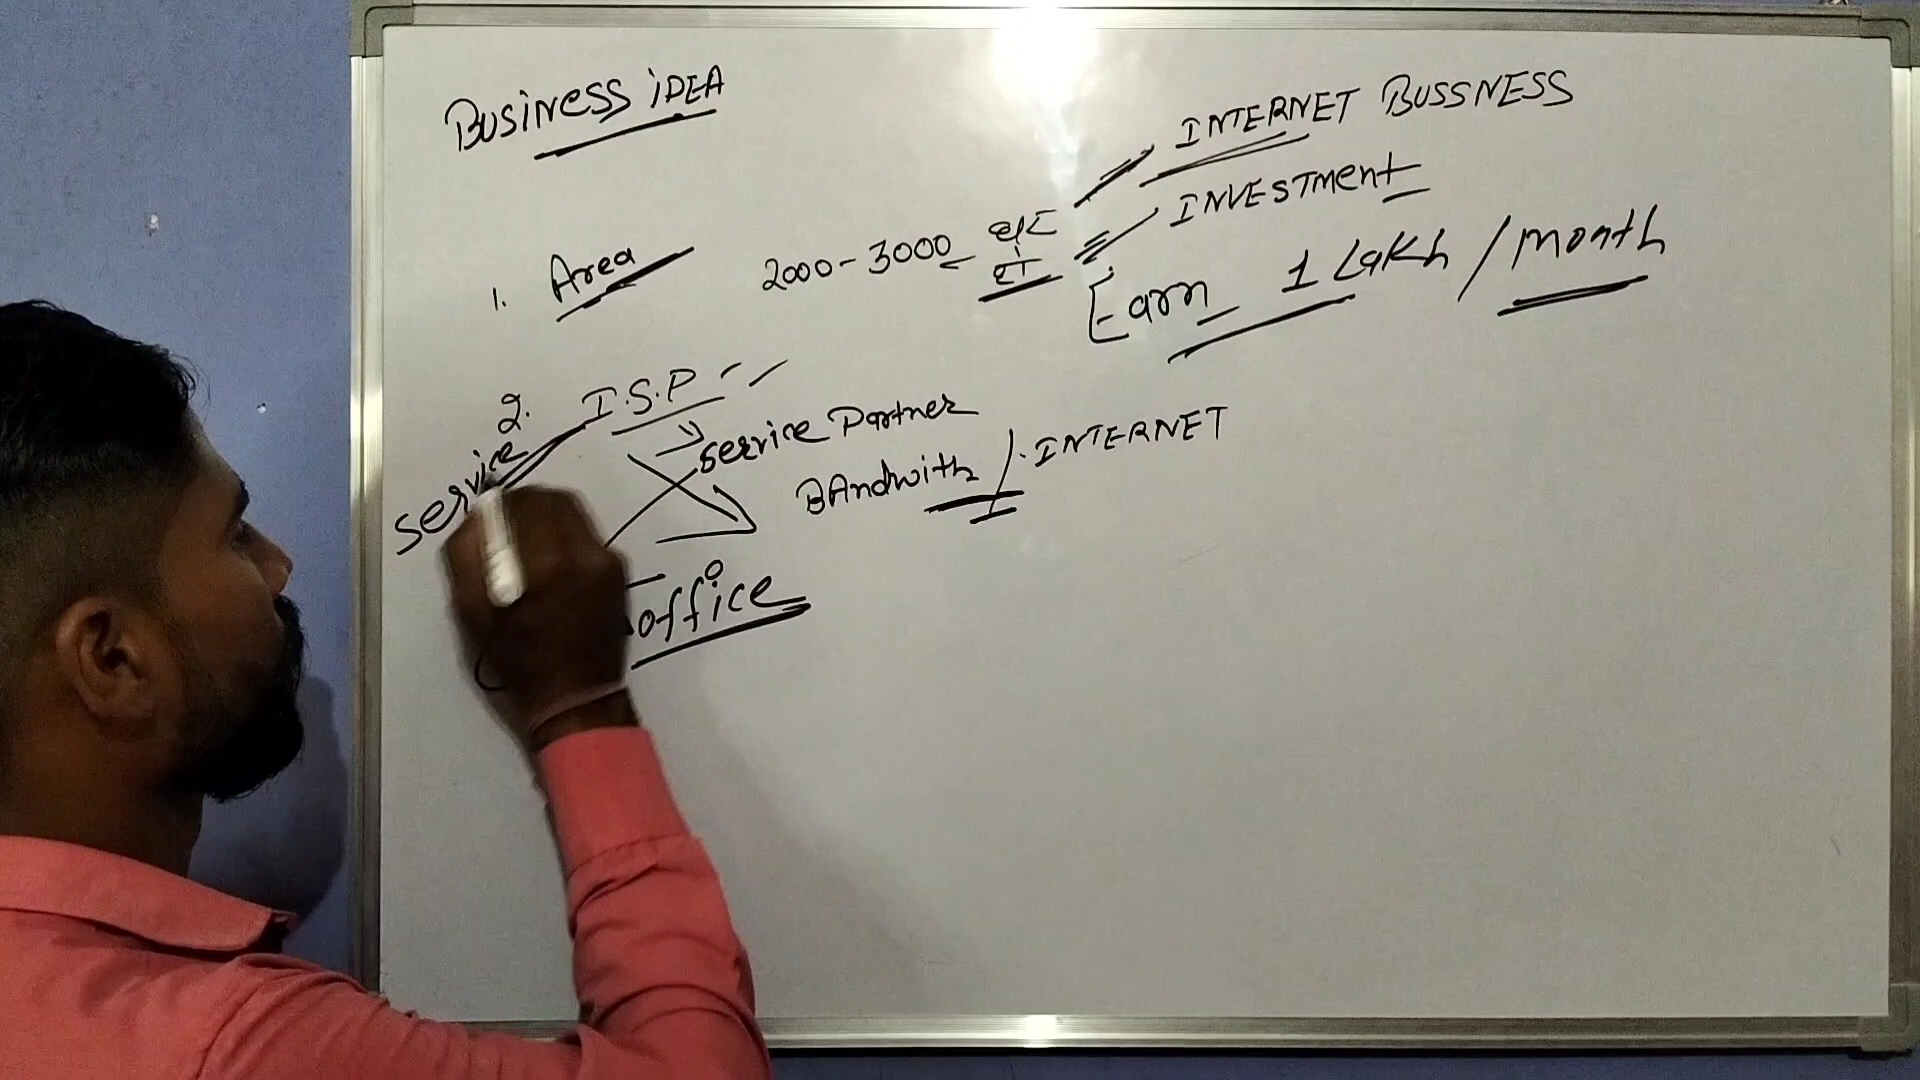 BUSiNESS iDEA
INTERNET BUSSNESS
INVESTment
Earn 1 Lakh / month
1. Area
2000-3000
2. I.S.P
service Partner
BAndwith / INTERNET
service
office